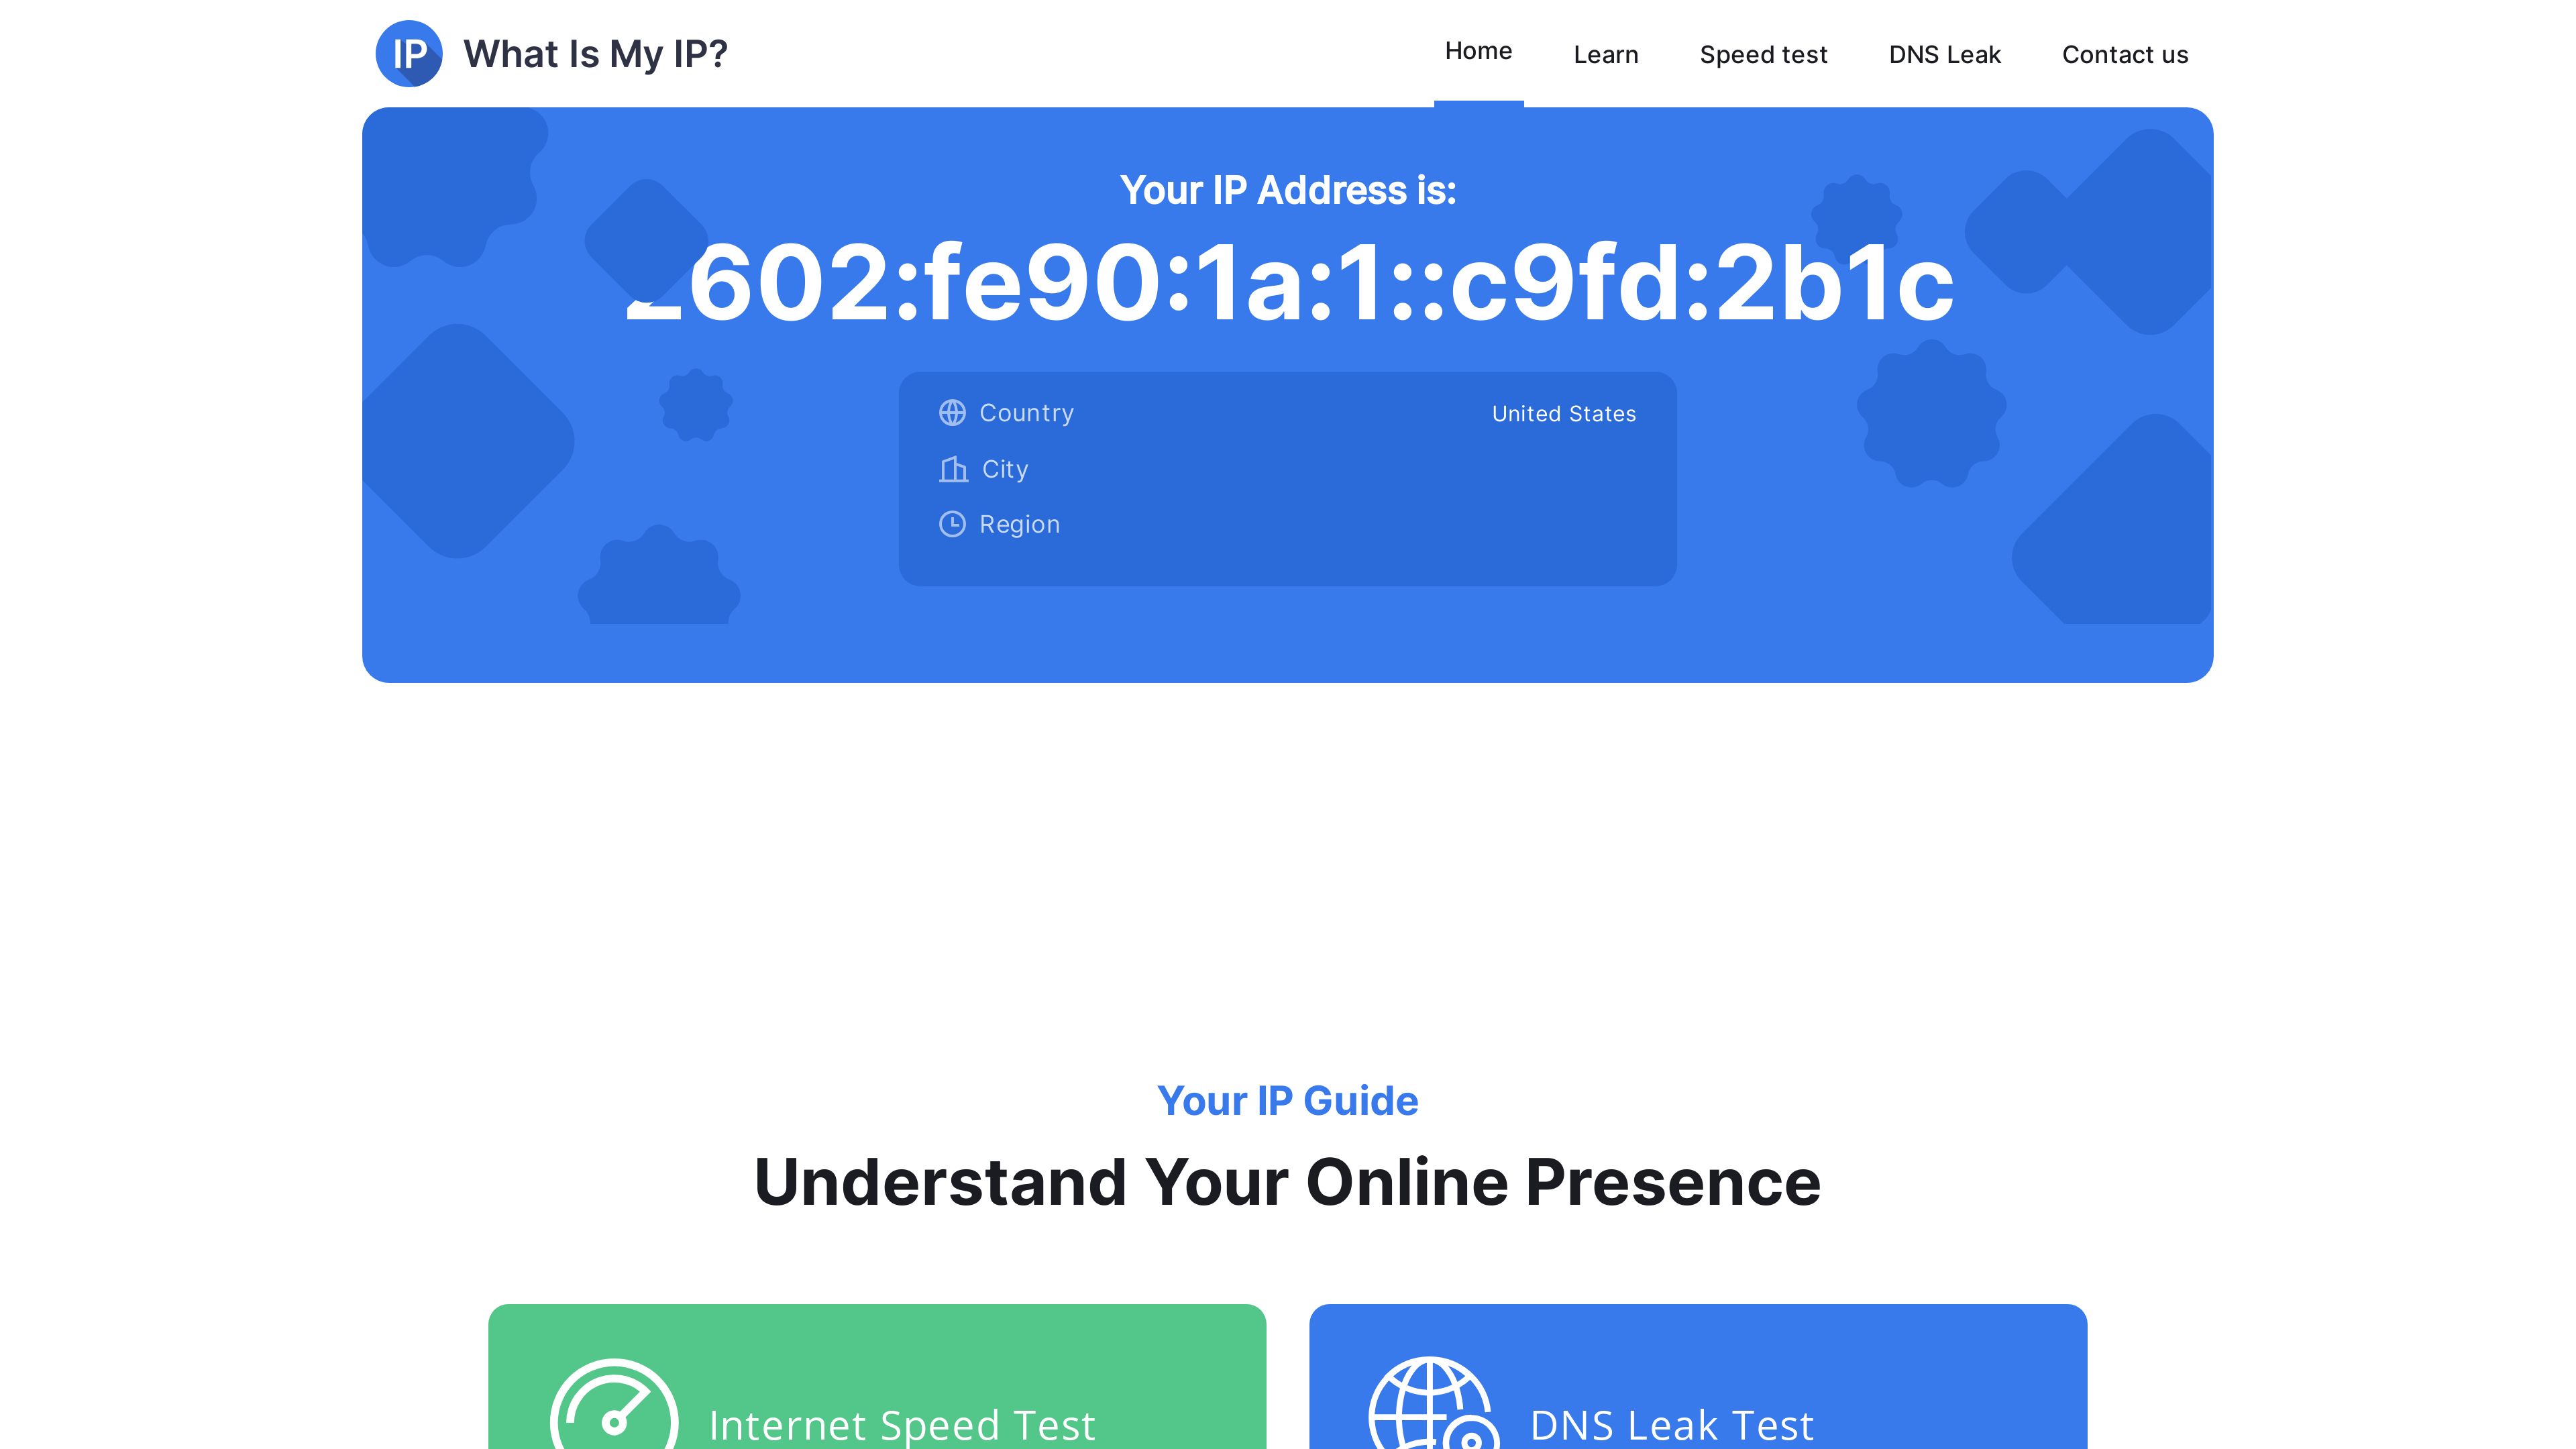 IP What Is My IP?
Home Learn Speed test DNS Leak Contact us
Your IP Address is:
2602:fe90:1a:1::c9fd:2b1c
Country United States
City
Region
Your IP Guide
Understand Your Online Presence
Internet Speed Test
DNS Leak Test